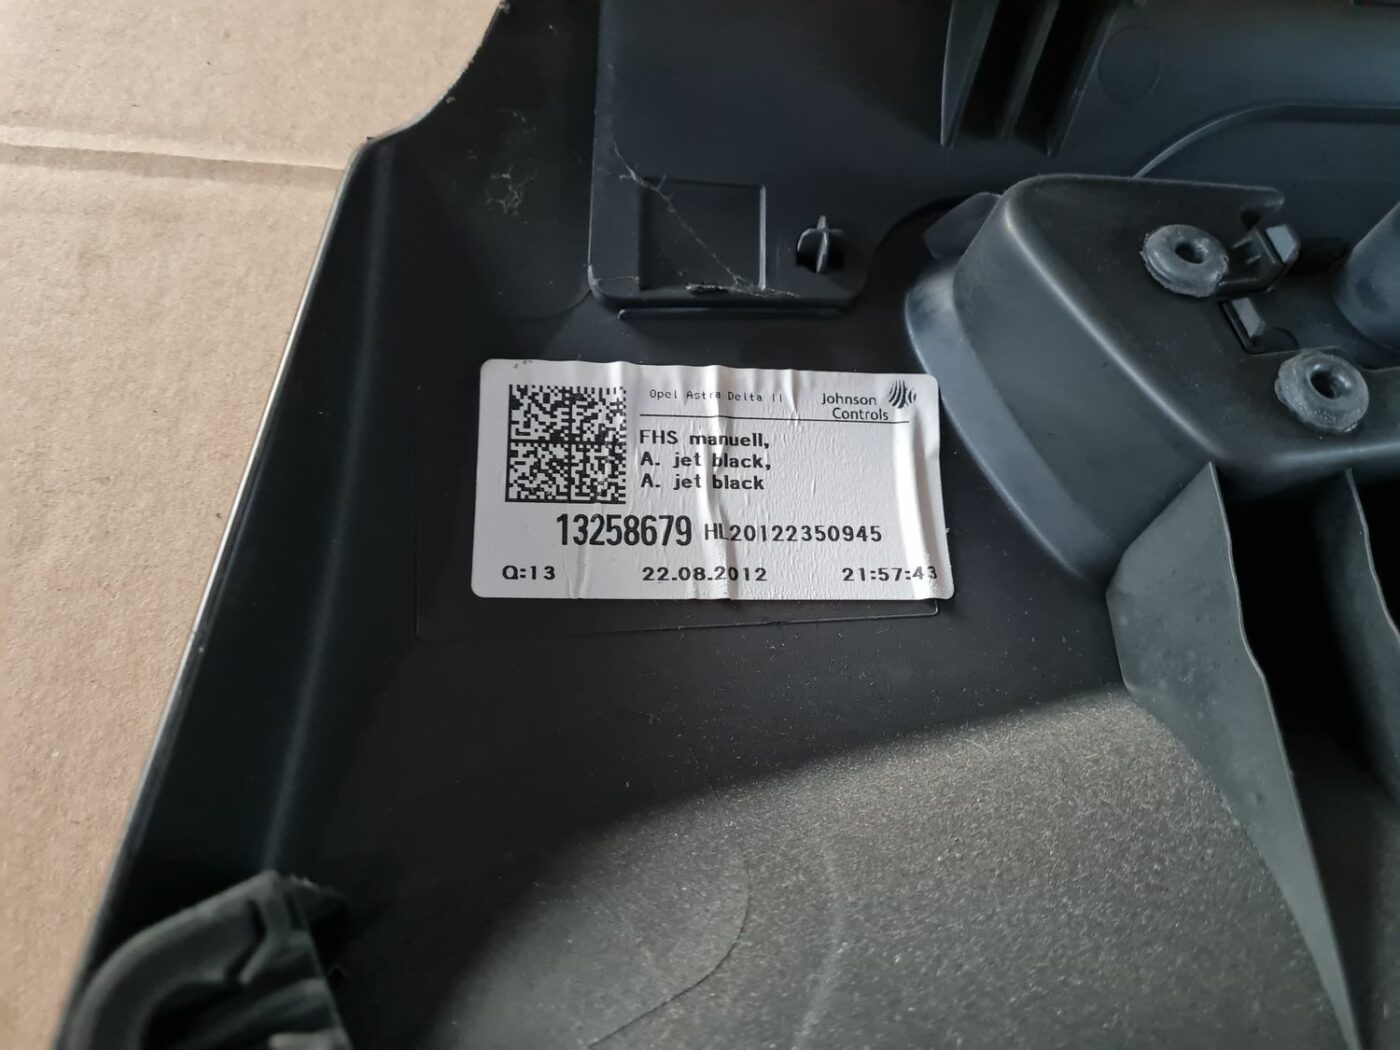 Opel Astra Delta II
Johnson
Controls
FHS manuell,
A. jet black,
A. jet black
13258679 HL20122350945
Q:13 22.08.2012 21:57:43